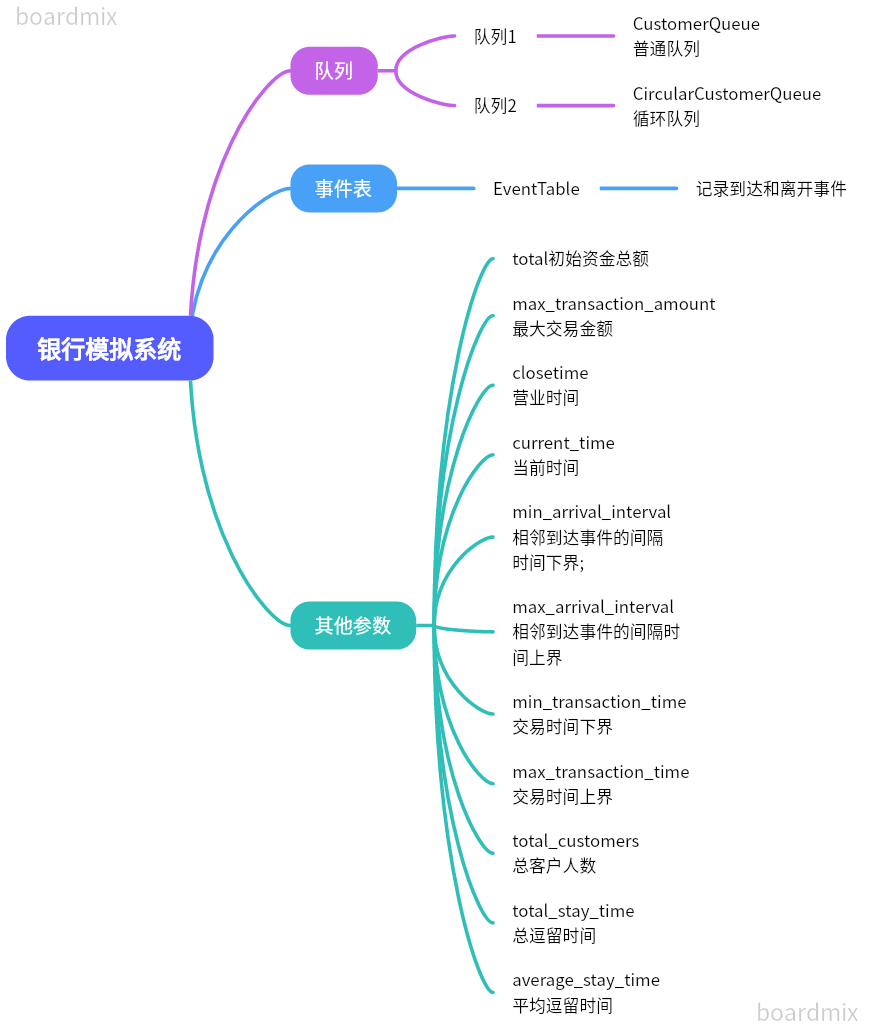 boardmix
银行模拟系统
队列
队列1
CustomerQueue
普通队列
队列2
CircularCustomerQueue
循环队列
事件表
EventTable
记录到达和离开事件
其他参数
total初始资金总额
max_transaction_amount
最大交易金额
closetime
营业时间
current_time
当前时间
min_arrival_interval
相邻到达事件的间隔
时间下界;
max_arrival_interval
相邻到达事件的间隔时
间上界
min_transaction_time
交易时间下界
max_transaction_time
交易时间上界
total_customers
总客户人数
total_stay_time
总逗留时间
average_stay_time
平均逗留时间
boardmix